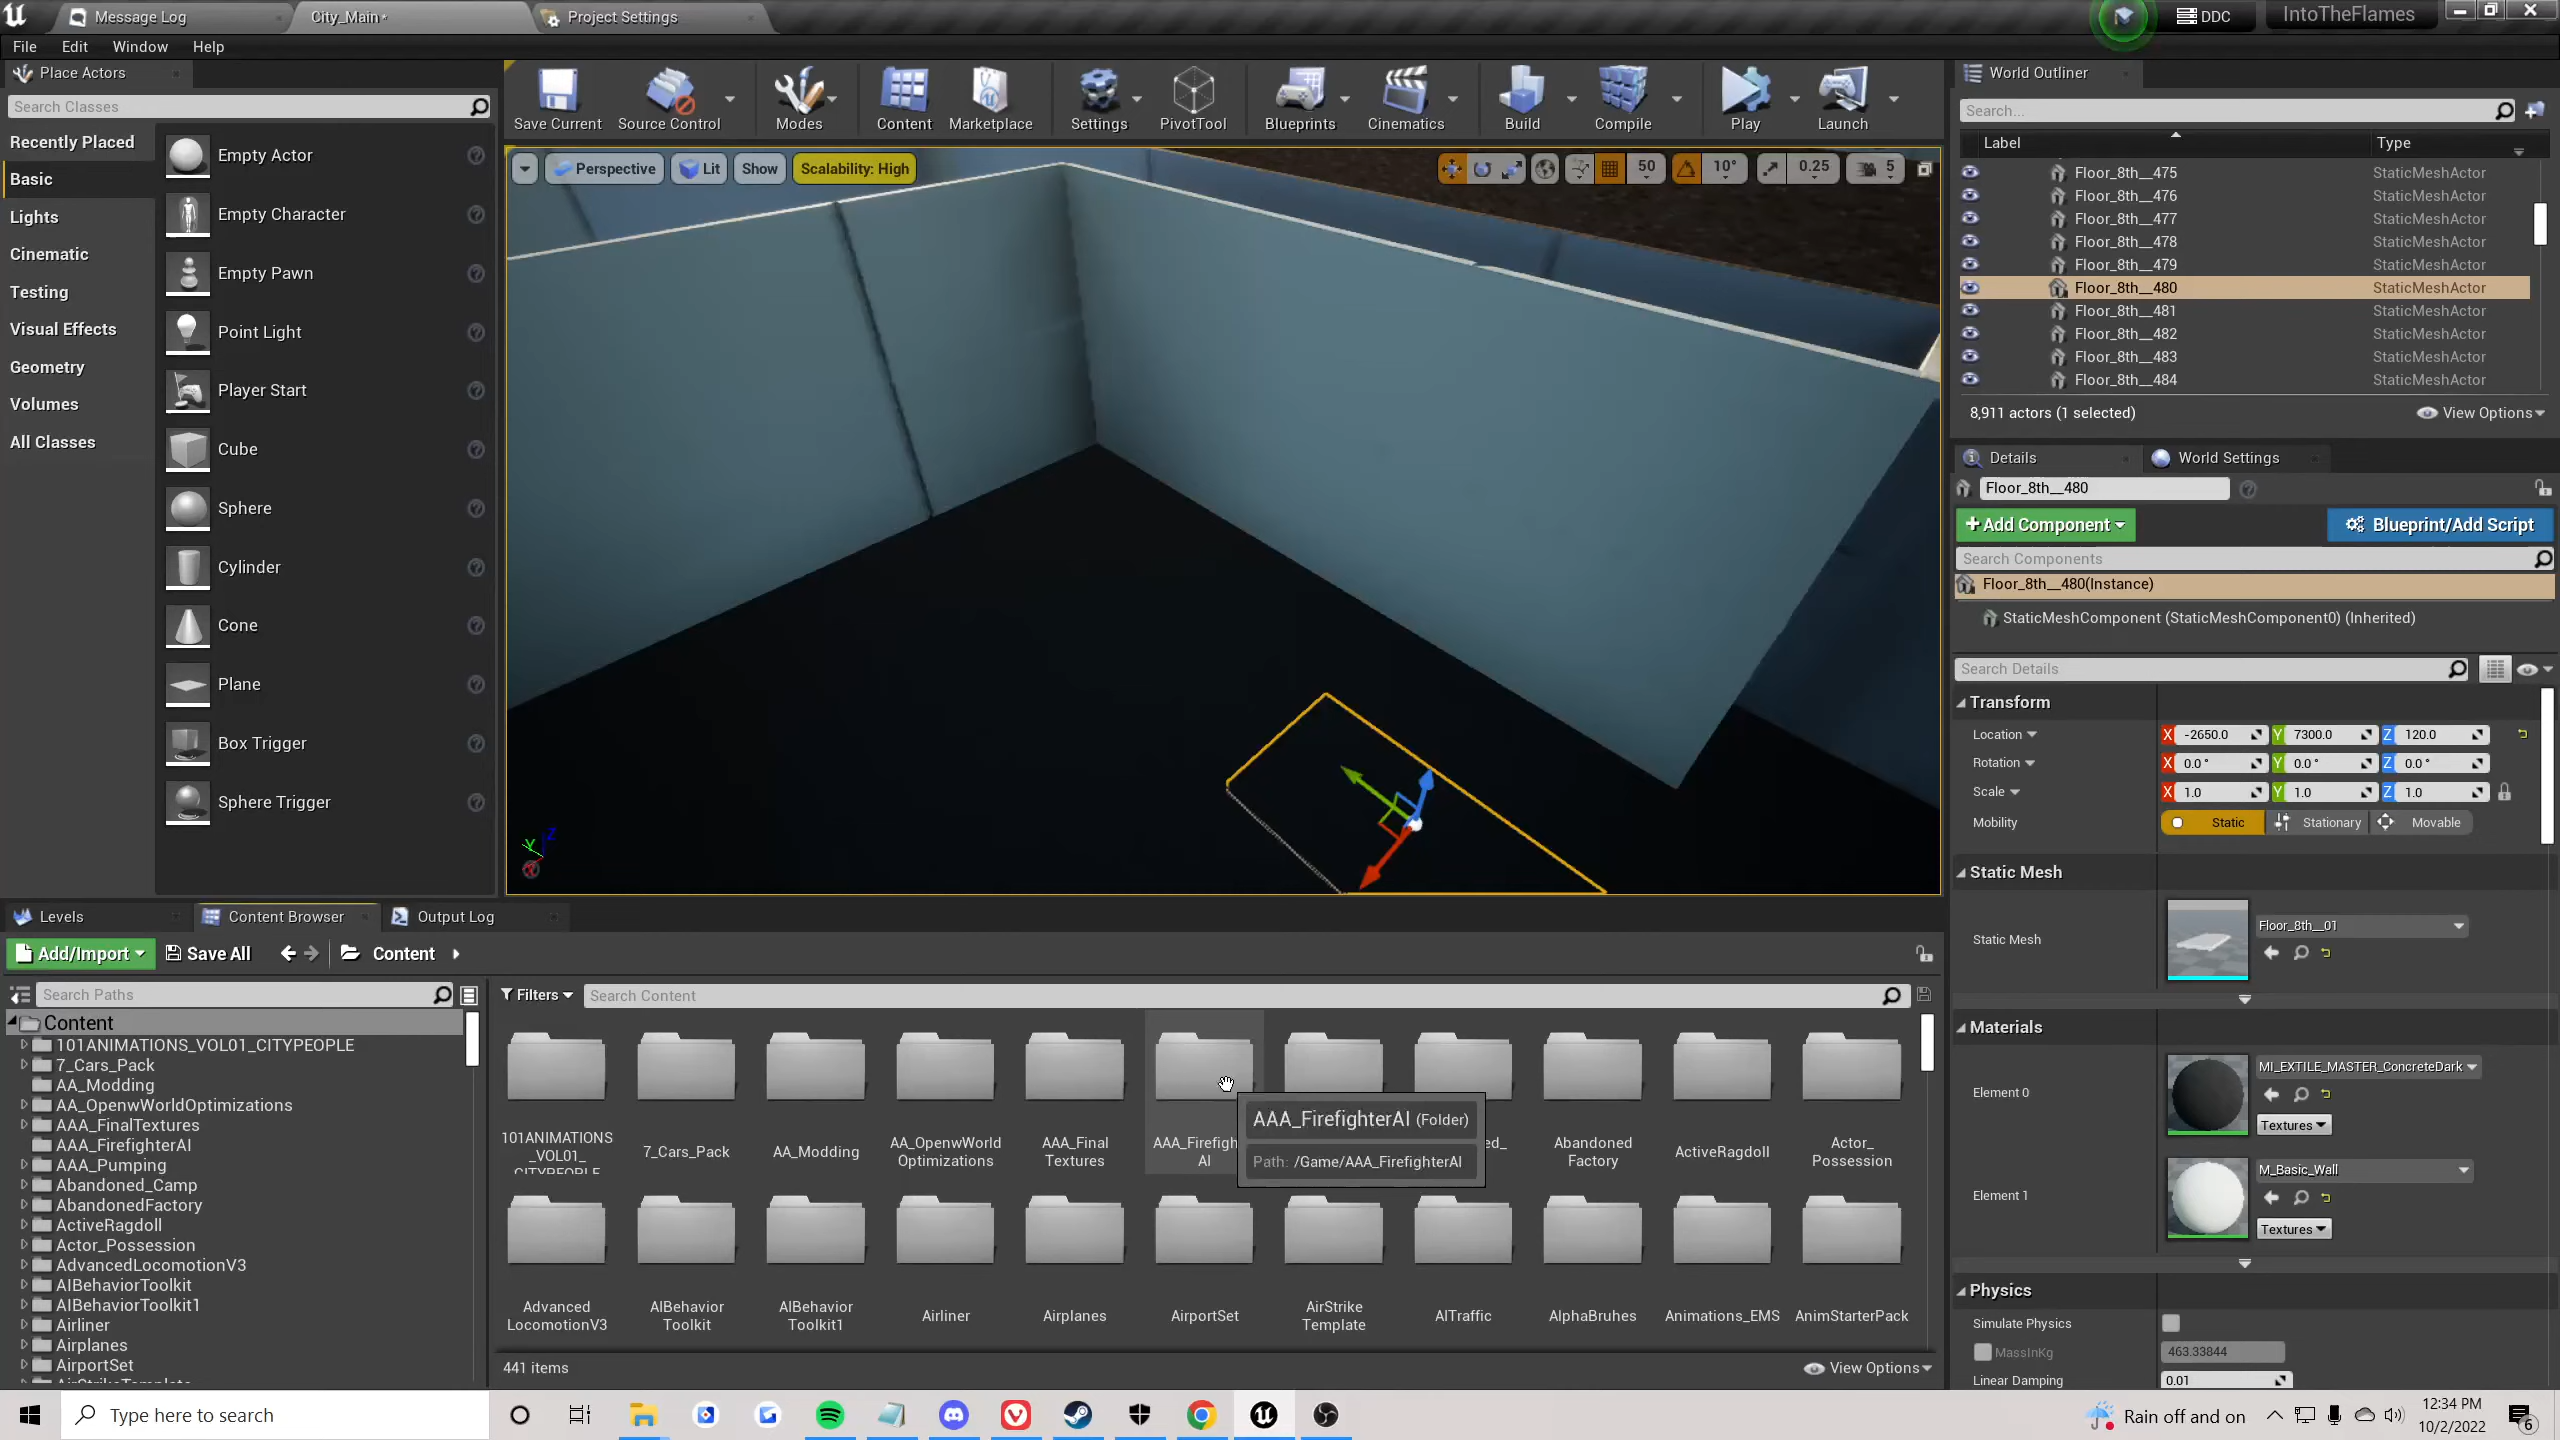 Message Log
City_Main*
Project Settings
DDC
IntoTheFlames
File Edit Window Help
Place Actors
Search Classes
Recently Placed
Basic
Lights
Cinematic
Testing
Visual Effects
Geometry
Volumes
All Classes
Empty Actor
Empty Character
Empty Pawn
Point Light
Player Start
Cube
Sphere
Cylinder
Cone
Plane
Box Trigger
Sphere Trigger
Save Current
Source Control
Modes
Content
Marketplace
Settings
PivotTool
Blueprints
Cinematics
Build
Compile
Play
Launch
Perspective
Lit
Show
Scalability: High
50
10°
0.25
5
Y
Z
X
World Outliner
Search...
Label Type
Floor_8th__475 StaticMeshActor
Floor_8th__476 StaticMeshActor
Floor_8th__477 StaticMeshActor
Floor_8th__478 StaticMeshActor
Floor_8th__479 StaticMeshActor
Floor_8th__480 StaticMeshActor
Floor_8th__481 StaticMeshActor
Floor_8th__482 StaticMeshActor
Floor_8th__483 StaticMeshActor
Floor_8th__484 StaticMeshActor
8,911 actors (1 selected)
View Options
Details
World Settings
Floor_8th__480
+Add Component
Blueprint/Add Script
Search Components
Floor_8th__480(Instance)
StaticMeshComponent (StaticMeshComponent0) (Inherited)
Search Details
Transform
Location X -2650.0 Y 7300.0 Z 120.0
Rotation X 0.0 ° Y 0.0 ° Z 0.0 °
Scale X 1.0 Y 1.0 Z 1.0
Mobility Static Stationary Movable
Static Mesh
Static Mesh
Floor_8th__01
Materials
Element 0
MI_EXTILE_MASTER_ConcreteDark
Textures
Element 1
M_Basic_Wall
Textures
Physics
Simulate Physics
MassInKg 463.33844
Linear Damping 0.01
Levels
Content Browser
Output Log
Add/Import
Save All
Content
Search Paths
Content
101ANIMATIONS_VOL01_CITYPEOPLE
7_Cars_Pack
AA_Modding
AA_OpenwWorldOptimizations
AAA_FinalTextures
AAA_FirefighterAI
AAA_Pumping
Abandoned_Camp
AbandonedFactory
ActiveRagdoll
Actor_Possession
AdvancedLocomotionV3
AIBehaviorToolkit
AIBehaviorToolkit1
Airliner
Airplanes
AirportSet
AirStrikeTemplate
Filters
Search Content
101ANIMATIONS
_VOL01_
CITYPEOPLE
7_Cars_Pack
AA_Modding
AA_OpenwWorld
Optimizations
AAA_Final
Textures
AAA_Firefigh
AI
Abandoned
Factory
ActiveRagdoll
Actor_
Possession
AAA_FirefighterAI (Folder)
Path: /Game/AAA_FirefighterAI
Advanced
LocomotionV3
AIBehavior
Toolkit
AIBehavior
Toolkit1
Airliner
Airplanes
AirportSet
AirStrike
Template
AITraffic
AlphaBruhes
Animations_EMS
AnimStarterPack
441 items
View Options
Type here to search
Rain off and on
12:34 PM
10/2/2022
6